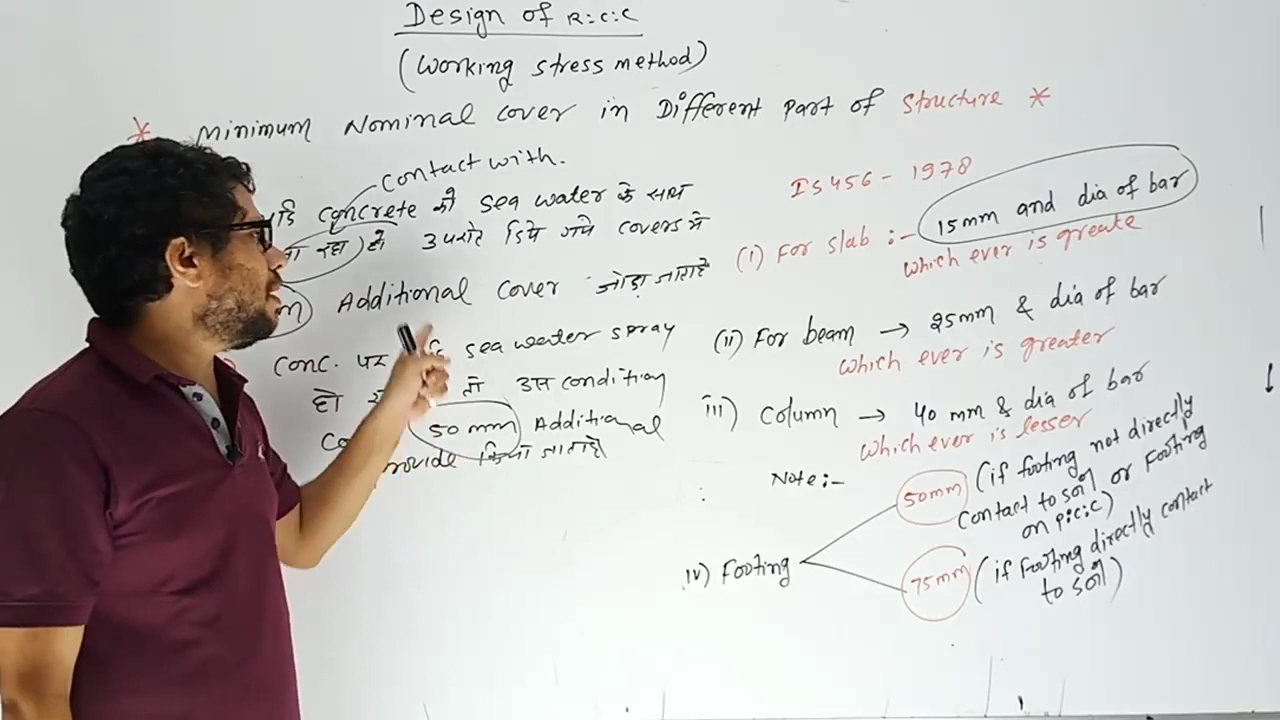 Design of R.C.C
(Working stress method)
* Minimum Nominal cover in Different Part of Structure *
contact with.
concrete को sea water के साथ
रहा हो उपरोक्त दिये गये covers मे
Additional cover जोड़ा जाता है
conc. पर sea water spray
हो तो उस condition
50 mm Additional
provide किया जाता है
IS 456 - 1978
(i) For slab :- 15mm and dia of bar
which ever is greate
(ii) For beam → 25mm & dia of bar
which ever is greater
iii) Column → 40 mm & dia of bar
which ever is lesser
Note :-
iv) Footing
50mm (if footing not directly
contact to soil or footing
on P.C.C)
75mm (if footing directly contact
to soil)